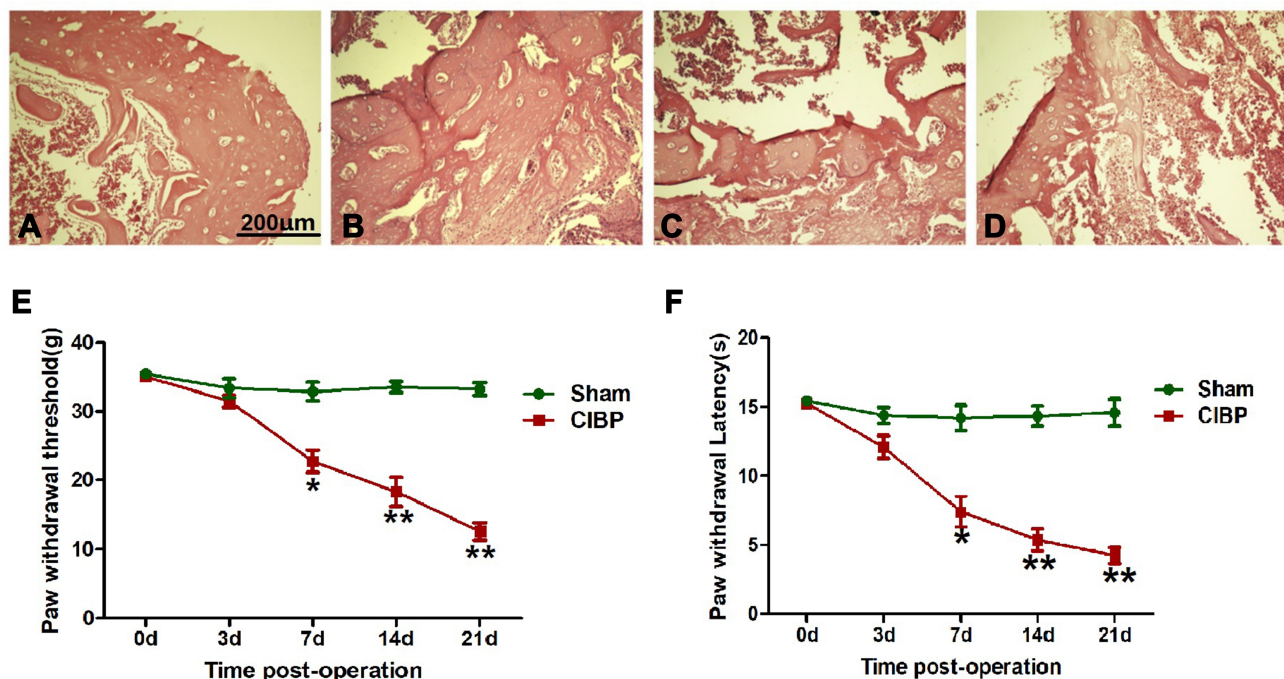 A
200µm
B
C
D
E
Paw withdrawal threshold(g)
40
30
20
10
0
0d 3d 7d 14d 21d
Time post-operation
Sham
CIBP
*
**
**
F
Paw withdrawal Latency(s)
20
15
10
5
0
0d 3d 7d 14d 21d
Time post-operation
Sham
CIBP
*
**
**